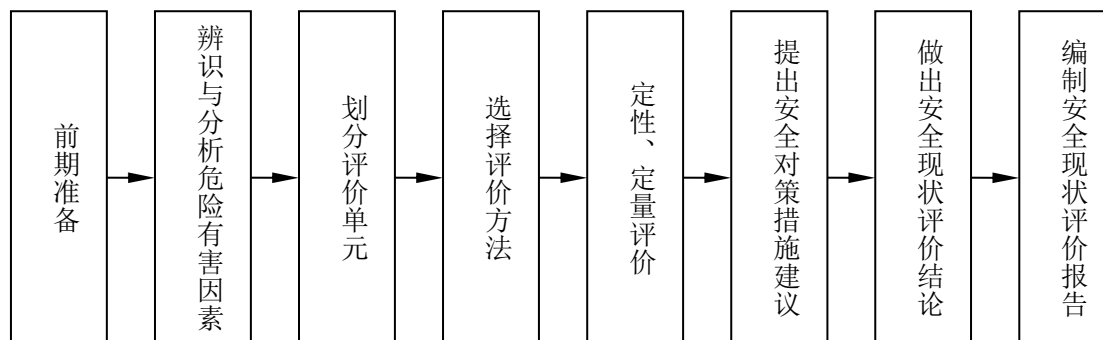 前期准备
辨识与分析危险有害因素
划分评价单元
选择评价方法
定性、定量评价
提出安全对策措施建议
做出安全现状评价结论
编制安全现状评价报告